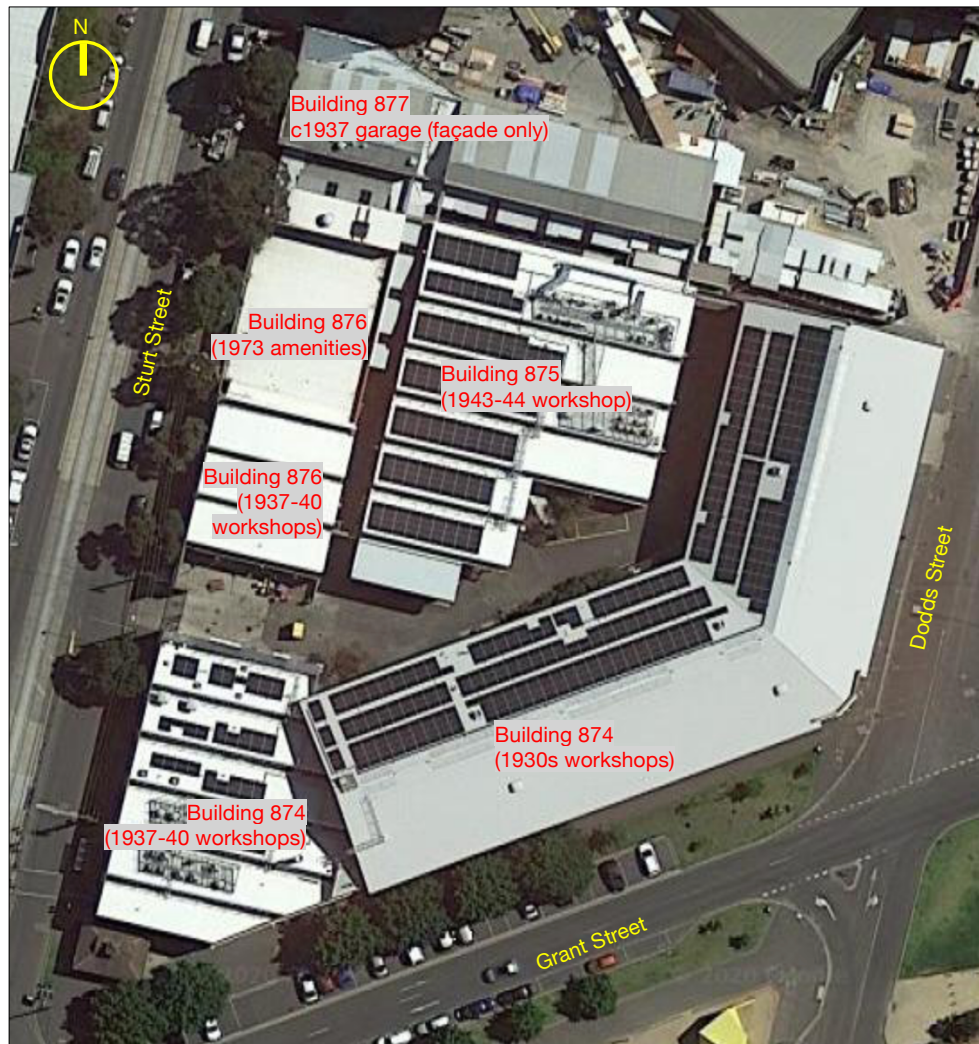 N
Building 877
c1937 garage (façade only)
Sturt Street
Building 876
(1973 amenities)
Building 875
(1943-44 workshop)
Building 876
(1937-40
workshops)
Dodds Street
Building 874
(1930s workshops)
Building 874
(1937-40 workshops)
Grant Street